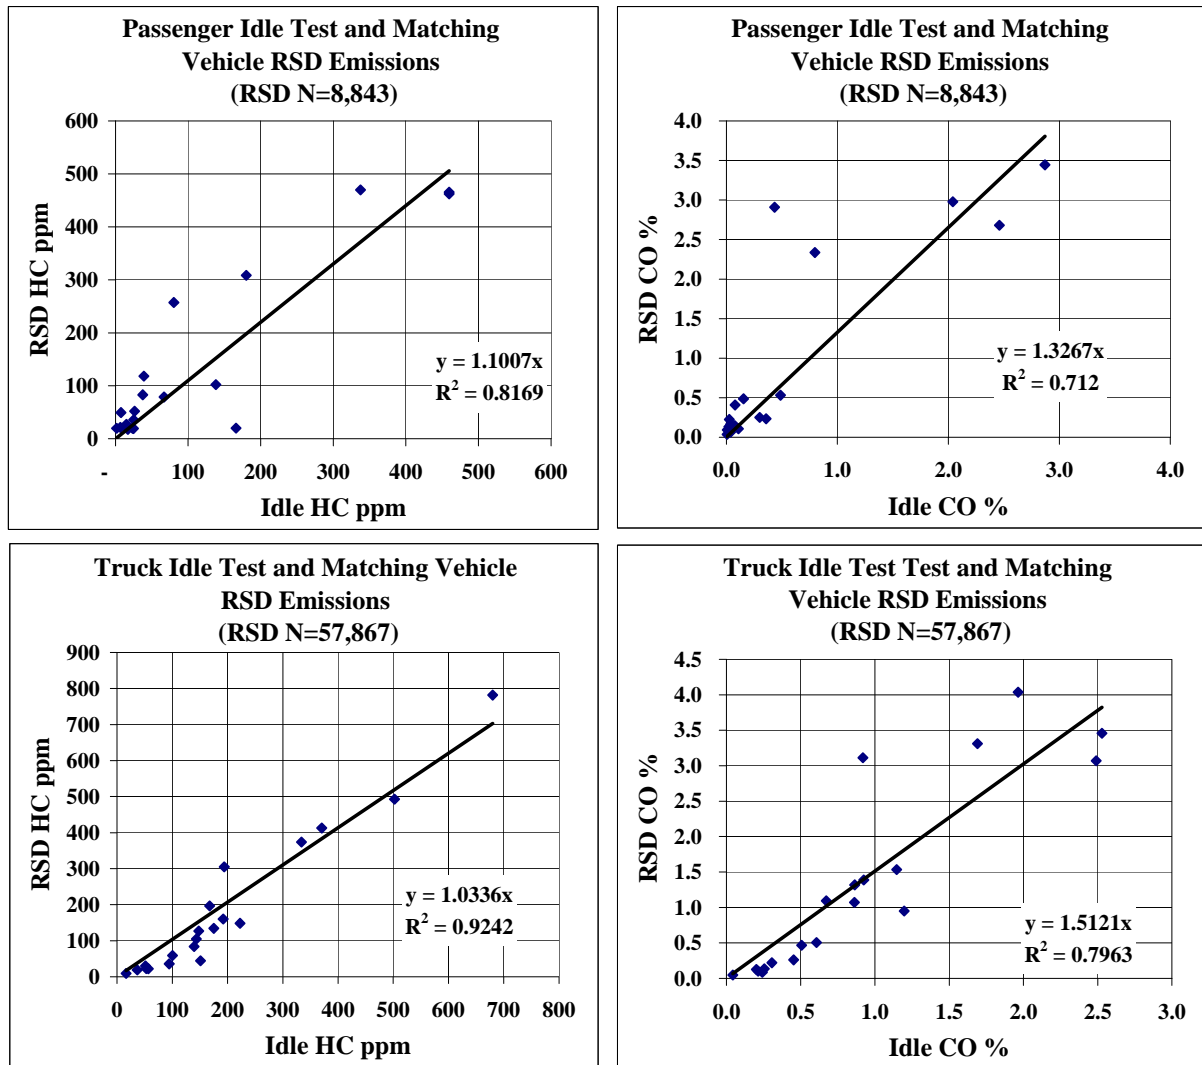 Passenger Idle Test and Matching
Vehicle RSD Emissions
(RSD N=8,843)
600
500
400
300
200
100
0
RSD HC ppm
y = 1.1007x
R² = 0.8169
-
100
200
300
400
500
600
Idle HC ppm
Passenger Idle Test and Matching
Vehicle RSD Emissions
(RSD N=8,843)
4.0
3.5
3.0
2.5
2.0
1.5
1.0
0.5
0.0
RSD CO %
y = 1.3267x
R² = 0.712
0.0
1.0
2.0
3.0
4.0
Idle CO %
Truck Idle Test and Matching Vehicle
RSD Emissions
(RSD N=57,867)
900
800
700
600
500
400
300
200
100
0
RSD HC ppm
y = 1.0336x
R² = 0.9242
0
100
200
300
400
500
600
700
800
Idle HC ppm
Truck Idle Test Test and Matching
Vehicle RSD Emissions
(RSD N=57,867)
4.5
4.0
3.5
3.0
2.5
2.0
1.5
1.0
0.5
0.0
RSD CO %
y = 1.5121x
R² = 0.7963
0.0
0.5
1.0
1.5
2.0
2.5
3.0
Idle CO %